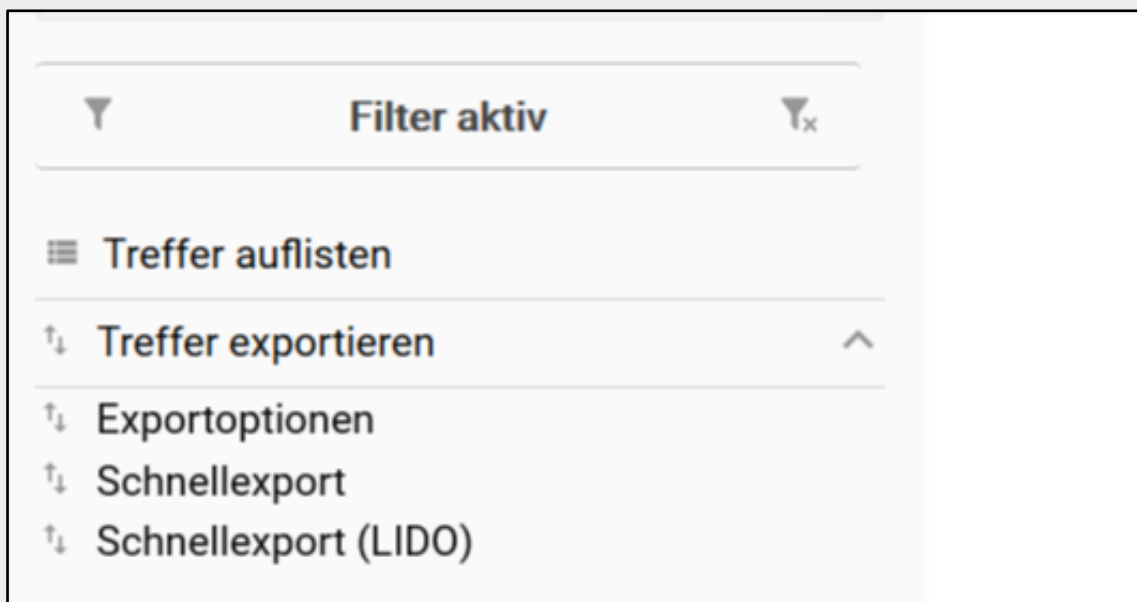 Filter aktiv
Treffer auflisten
Treffer exportieren
Exportoptionen
Schnellexport
Schnellexport (LIDO)